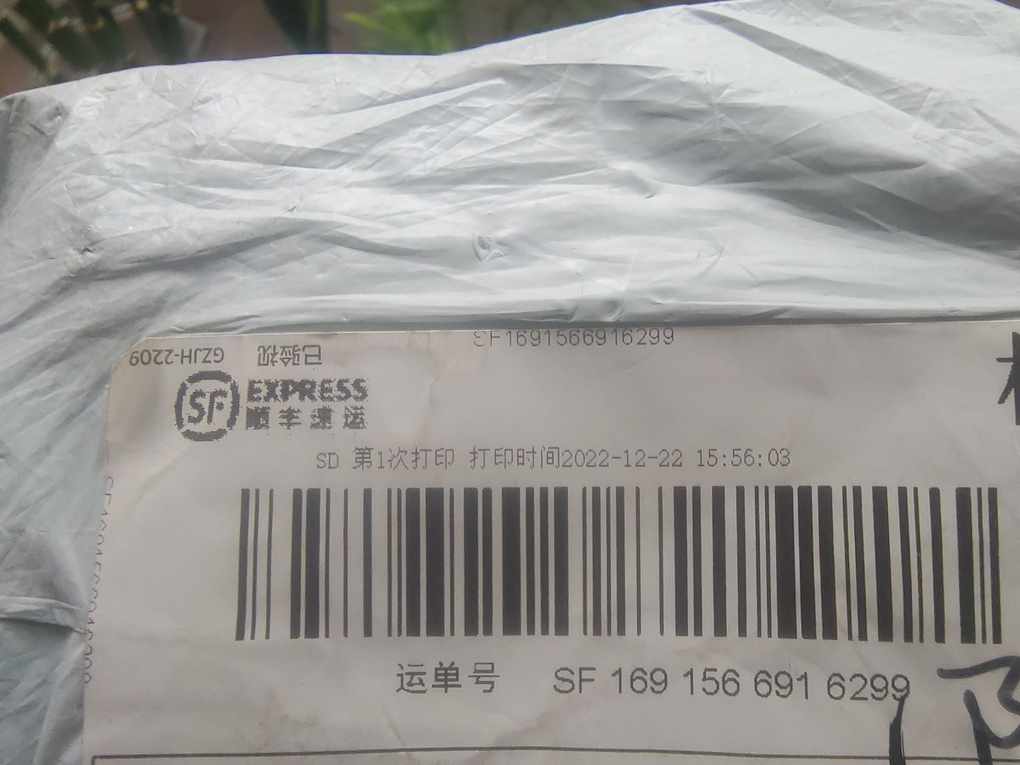 SF1691566916299
已验视 GZJH-2209
SF EXPRESS
顺丰速运
SD 第1次打印 打印时间2022-12-22 15:56:03
运单号 SF 169 156 691 6299